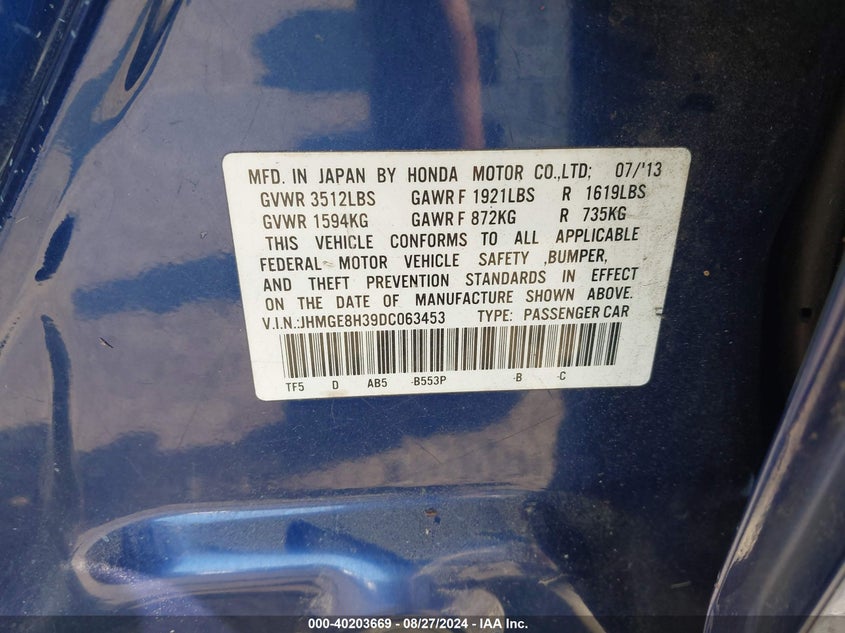 MFD. IN JAPAN BY HONDA MOTOR CO.,LTD; 07/'13
GVWR 3512LBS GAWR F 1921LBS R 1619LBS
GVWR 1594KG GAWR F 872KG R 735KG
THIS VEHICLE CONFORMS TO ALL APPLICABLE
FEDERAL MOTOR VEHICLE SAFETY ,BUMPER,
AND THEFT PREVENTION STANDARDS IN EFFECT
ON THE DATE OF MANUFACTURE SHOWN ABOVE.
V.I.N.:JHMGE8H39DC063453 TYPE: PASSENGER CAR
TF5 D AB5 -B553P -B -C
000-40203669 - 08/27/2024 - IAA Inc.